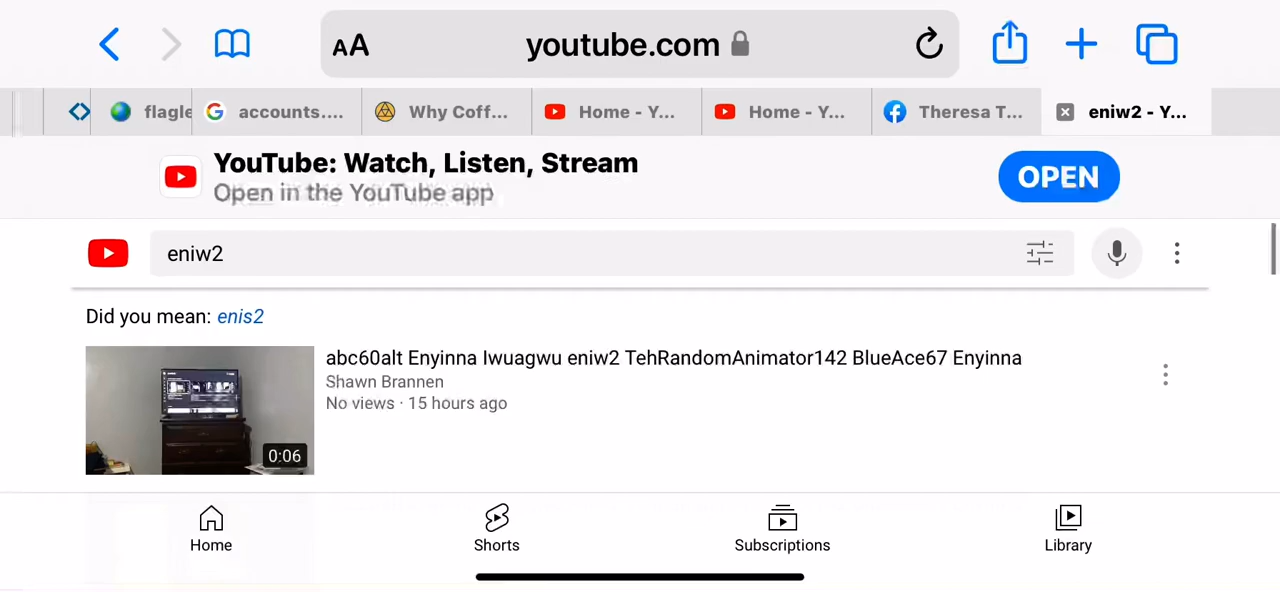 AA youtube.com
flagle accounts.... Why Coff... Home - Y... Home - Y... Theresa T... eniw2 - Y...
YouTube: Watch, Listen, Stream
Open in the YouTube app
OPEN
eniw2
Did you mean: enis2
abc60alt Enyinna Iwuagwu eniw2 TehRandomAnimator142 BlueAce67 Enyinna
Shawn Brannen
No views · 15 hours ago
0:06
Home Shorts Subscriptions Library